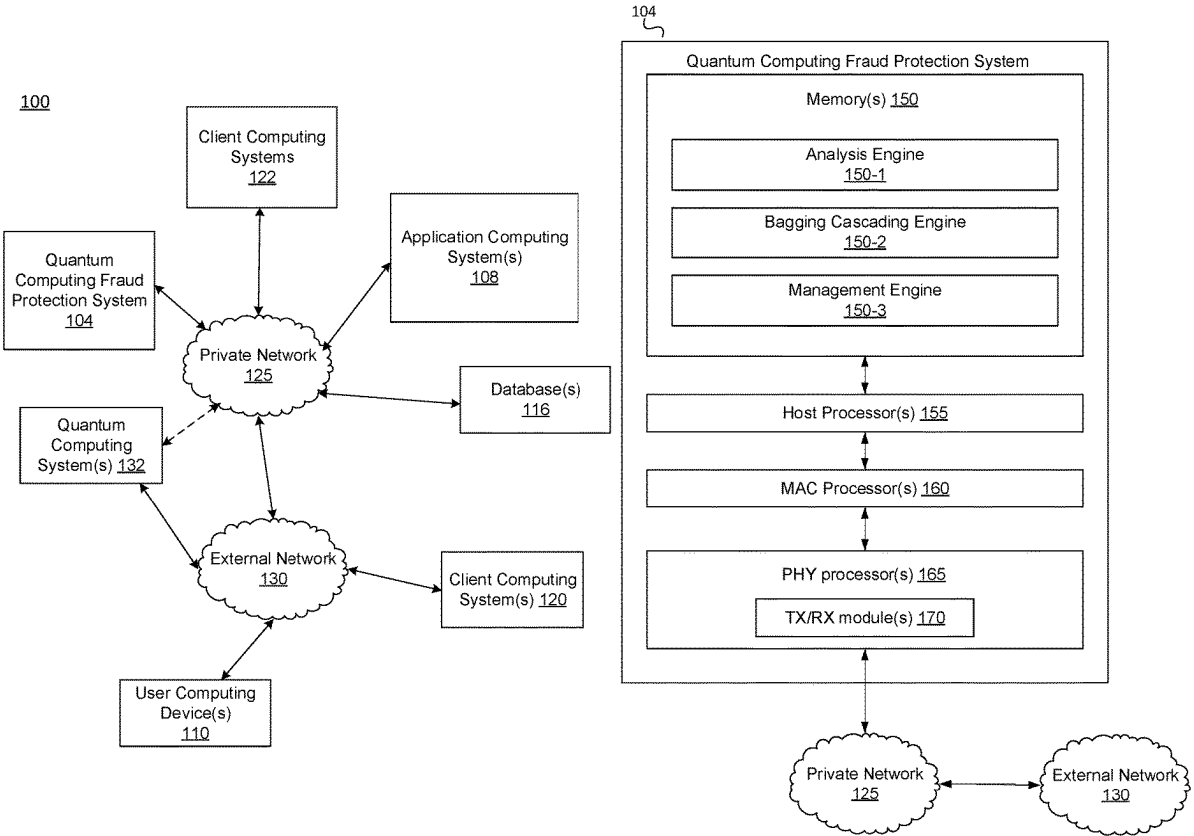 100
Client Computing
Systems
122
Quantum
Computing Fraud
Protection System
104
Application Computing
System(s)
108
Private Network
125
Database(s)
116
Quantum
Computing
System(s) 132
External Network
130
Client Computing
System(s) 120
User Computing
Device(s)
110
104
Quantum Computing Fraud Protection System
Memory(s) 150
Analysis Engine
150-1
Bagging Cascading Engine
150-2
Management Engine
150-3
Host Processor(s) 155
MAC Processor(s) 160
PHY processor(s) 165
TX/RX module(s) 170
Private Network
125
External Network
130